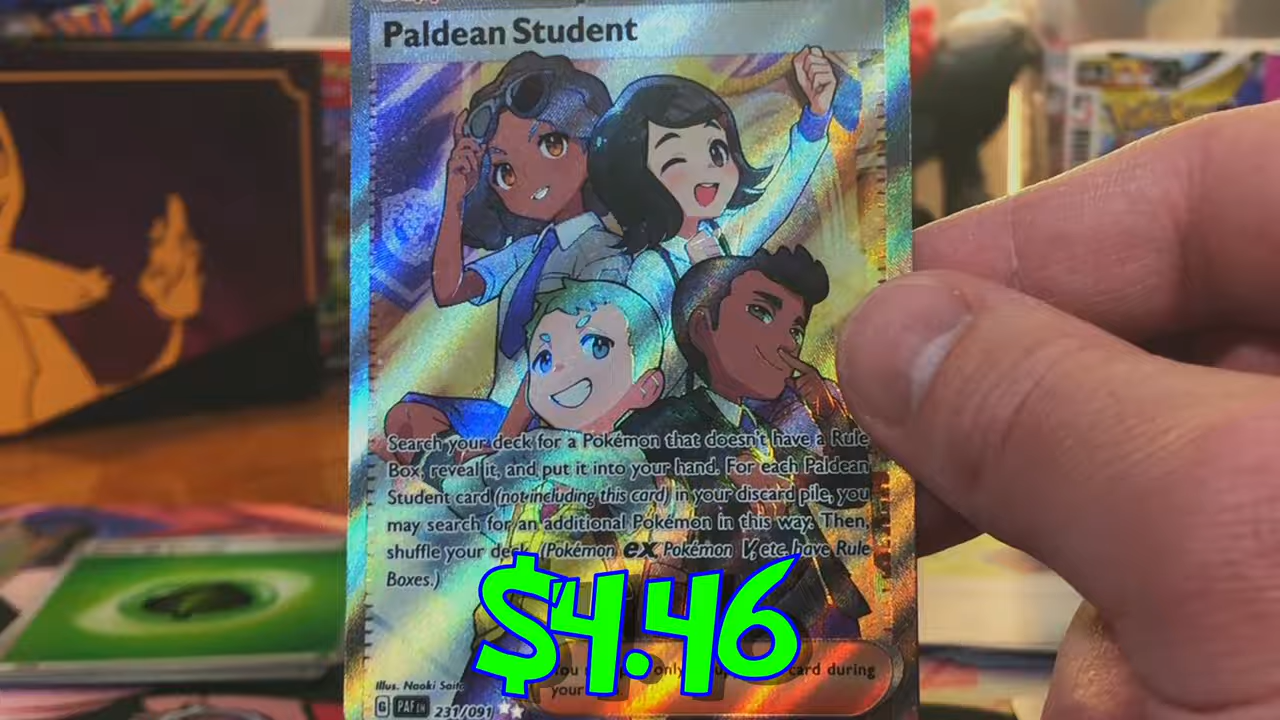 Paldean Student
Search your deck for a Pokémon that doesn't have a Rule
Box, reveal it, and put it into your hand. For each Paldean
Student card (not including this card) in your discard pile, you
may search for an additional Pokémon in this way. Then,
shuffle your deck. (Pokémon ex, Pokémon V, etc. have Rule
Boxes.)
$4.46
only
card during
your
Illus. Naoki Saito
G PAF EN 231/091